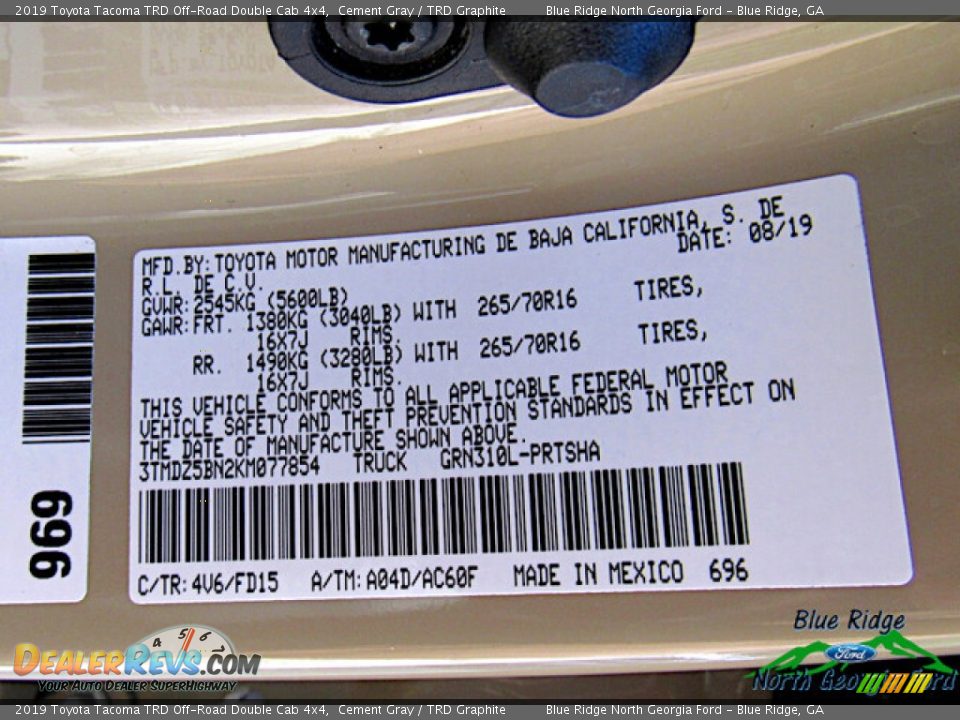 2019 Toyota Tacoma TRD Off-Road Double Cab 4x4, Cement Gray / TRD Graphite Blue Ridge North Georgia Ford - Blue Ridge, GA
MFD.BY:TOYOTA MOTOR MANUFACTURING DE BAJA CALIFORNIA, S. DE
R.L. DE C.V. DATE: 08/19
GVWR:2545KG (5600LB)
GAWR:FRT. 1380KG (3040LB) WITH 265/70R16 TIRES,
16X7J RIMS.
RR. 1490KG (3280LB) WITH 265/70R16 TIRES,
16X7J RIMS.
THIS VEHICLE CONFORMS TO ALL APPLICABLE FEDERAL MOTOR
VEHICLE SAFETY AND THEFT PREVENTION STANDARDS IN EFFECT ON
THE DATE OF MANUFACTURE SHOWN ABOVE.
3TMDZ5BN2KM077854 TRUCK GRN310L-PRTSHA
C/TR:4V6/FD15 A/TM:A04D/AC60F MADE IN MEXICO 696
696
4 5 6
DEALERREVS.COM
YOUR AUTO DEALER SUPERHIGHWAY
Blue Ridge
Ford
North Georgia Ford
2019 Toyota Tacoma TRD Off-Road Double Cab 4x4, Cement Gray / TRD Graphite Blue Ridge North Georgia Ford - Blue Ridge, GA